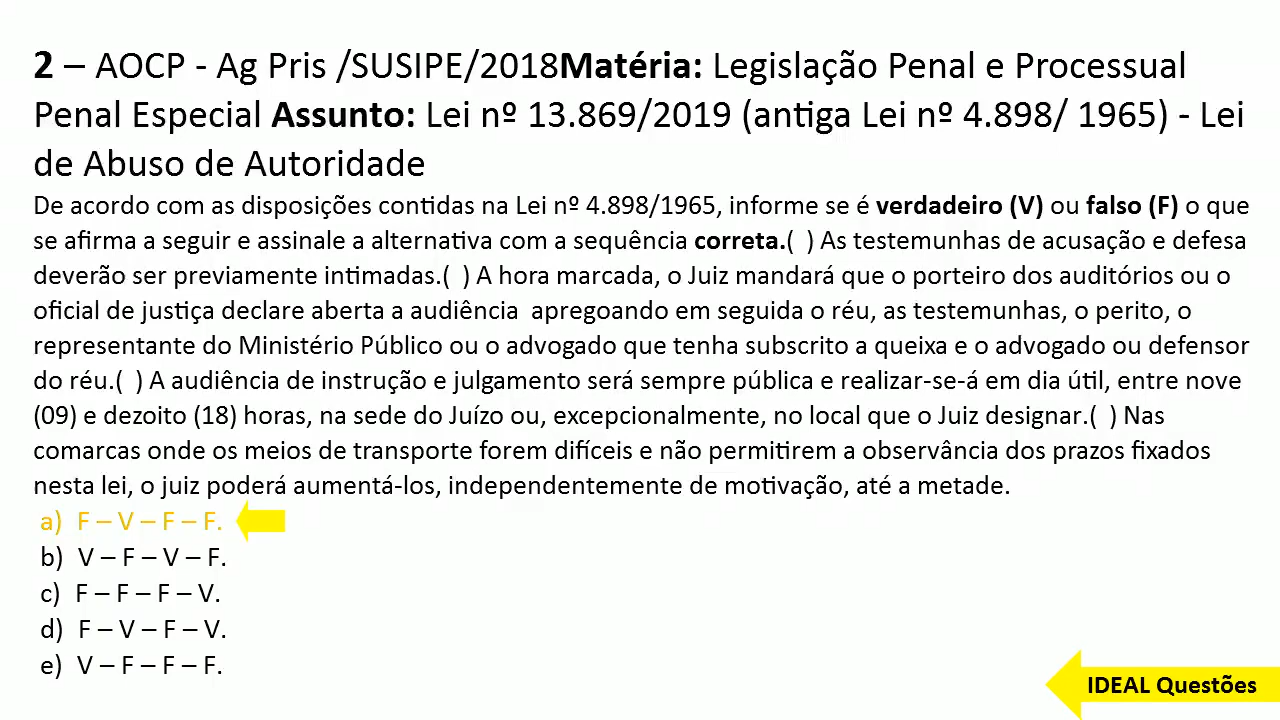 2 – AOCP - Ag Pris /SUSIPE/2018Matéria: Legislação Penal e Processual
Penal Especial Assunto: Lei nº 13.869/2019 (antiga Lei nº 4.898/ 1965) - Lei
de Abuso de Autoridade
De acordo com as disposições contidas na Lei nº 4.898/1965, informe se é verdadeiro (V) ou falso (F) o que
se afirma a seguir e assinale a alternativa com a sequência correta.( ) As testemunhas de acusação e defesa
deverão ser previamente intimadas.( ) A hora marcada, o Juiz mandará que o porteiro dos auditórios ou o
oficial de justiça declare aberta a audiência apregoando em seguida o réu, as testemunhas, o perito, o
representante do Ministério Público ou o advogado que tenha subscrito a queixa e o advogado ou defensor
do réu.( ) A audiência de instrução e julgamento será sempre pública e realizar-se-á em dia útil, entre nove
(09) e dezoito (18) horas, na sede do Juízo ou, excepcionalmente, no local que o Juiz designar.( ) Nas
comarcas onde os meios de transporte forem difíceis e não permitirem a observância dos prazos fixados
nesta lei, o juiz poderá aumentá-los, independentemente de motivação, até a metade.
a) F – V – F – F.
b) V – F – V – F.
c) F – F – F – V.
d) F – V – F – V.
e) V – F – F – F.
IDEAL Questões